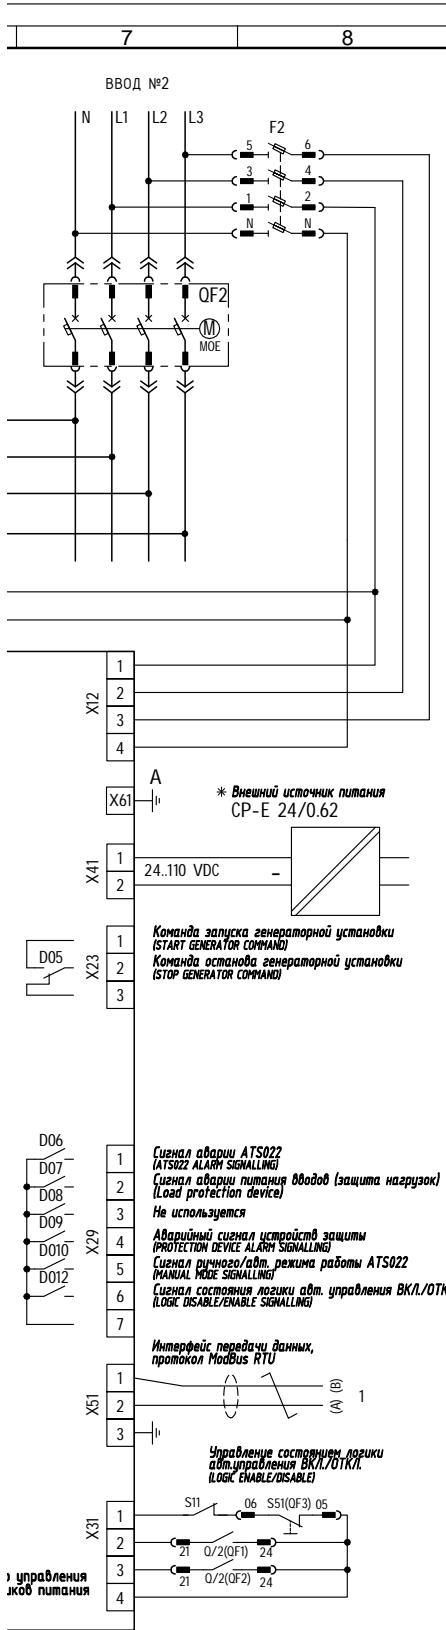 7 8
ВВОД №2
N L1 L2 L3
F2
5 6
3 4
1 2
N N
QF2
M
MOE
X12
1
2
3
4
A
X61
* Внешний источник питания
CP-E 24/0.62
X41
1
2
24..110 VDC
–
X23
D05
1
2
3
Команда запуска генераторной установки
(START GENERATOR COMMAND)
Команда останова генераторной установки
(STOP GENERATOR COMMAND)
D06
D07
D08
D09
D010
D012
X29
1
2
3
4
5
6
7
Сигнал аварии ATS022
(ATS022 ALARM SIGNALLING)
Сигнал аварии питания вводов (защита нагрузок)
(Load protection device)
Не используется
Аварийный сигнал устройств защиты
(PROTECTION DEVICE ALARM SIGNALLING)
Сигнал ручного/авт. режима работы ATS022
(MANUAL MODE SIGNALLING)
Сигнал состояния логики авт. управления ВКЛ./ОТК
(LOGIC DISABLE/ENABLE SIGNALLING)
Интерфейс передачи данных,
протокол ModBus RTU
X51
1
2
3
(A) (B)
1
Управление состоянием логики
авт.управления ВКЛ./ОТКЛ.
(LOGIC ENABLE/DISABLE)
X31
1
2
3
4
S11 06 S51(QF3) 05
21 Q/2(QF1) 24
21 Q/2(QF2) 24
о управления
иков питания